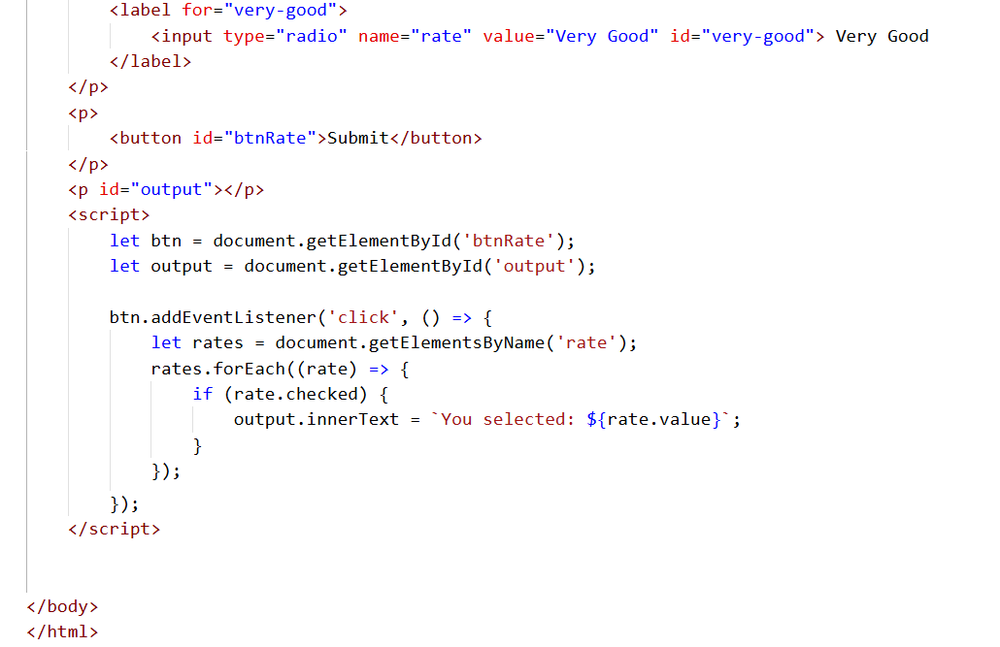 <label for="very-good">
<input type="radio" name="rate" value="Very Good" id="very-good"> Very Good
</label>
</p>
<p>
<button id="btnRate">Submit</button>
</p>
<p id="output"></p>
<script>
let btn = document.getElementById('btnRate');
let output = document.getElementById('output');
btn.addEventListener('click', () => {
let rates = document.getElementsByName('rate');
rates.forEach((rate) => {
if (rate.checked) {
output.innerText = `You selected: ${rate.value}`;
}
});
});
</script>
</body>
</html>